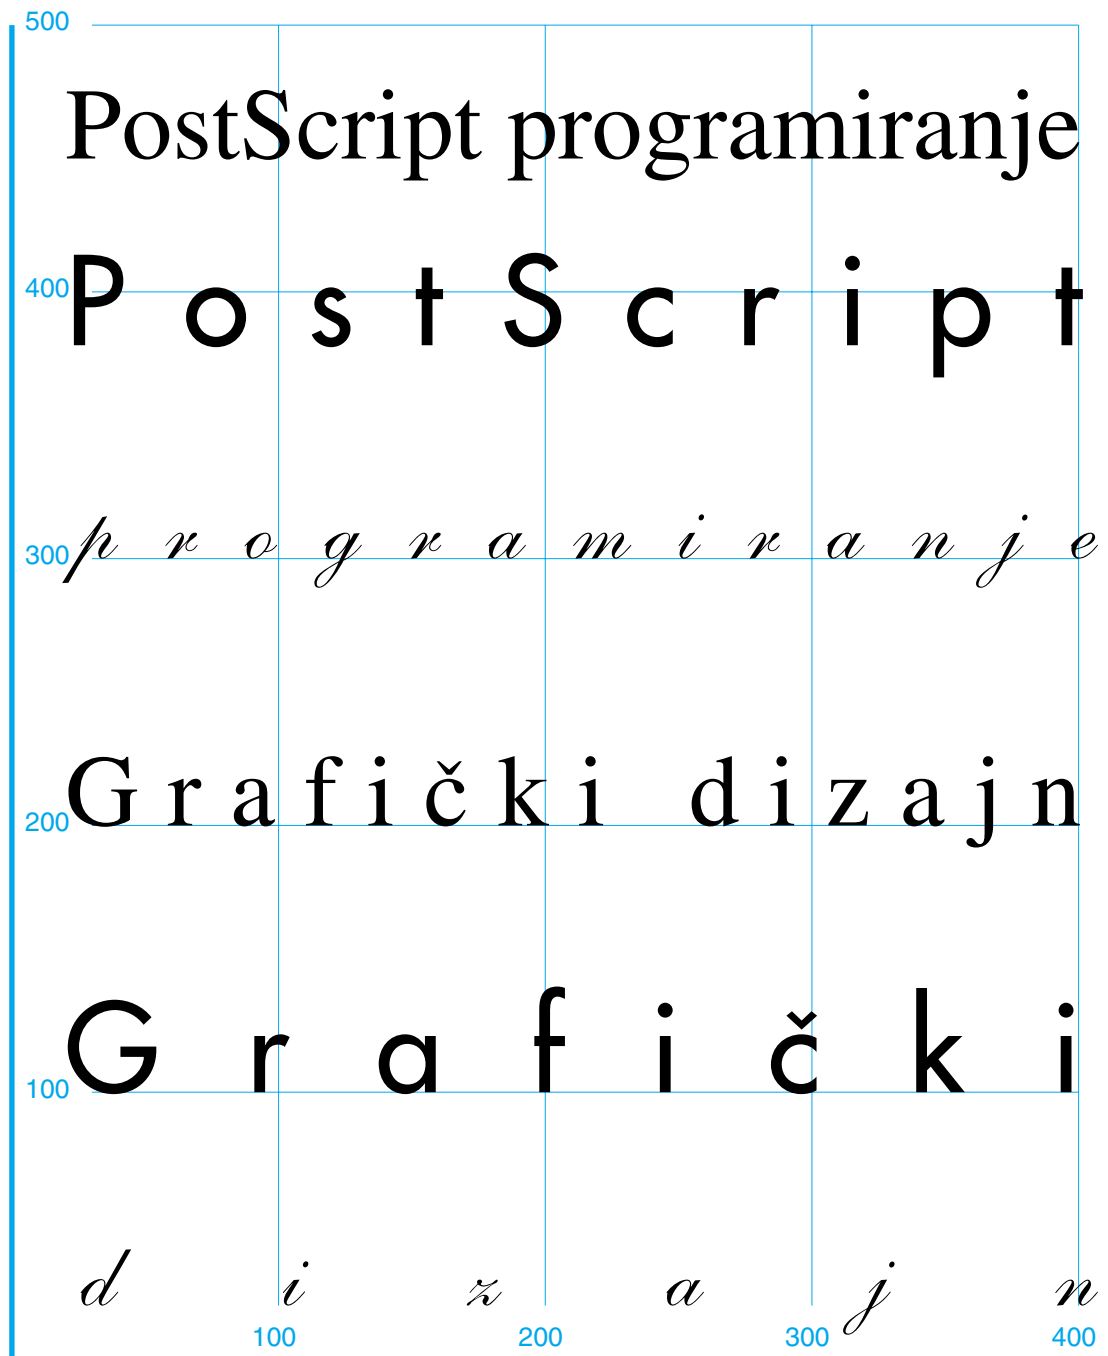 500
PostScript programiranje
400
P o s t S c r i p t
300
p r o g r a m i r a n j e
200
G r a f i č k i  d i z a j n
100
G r a f i č k i
d i z a j n
100 200 300 400